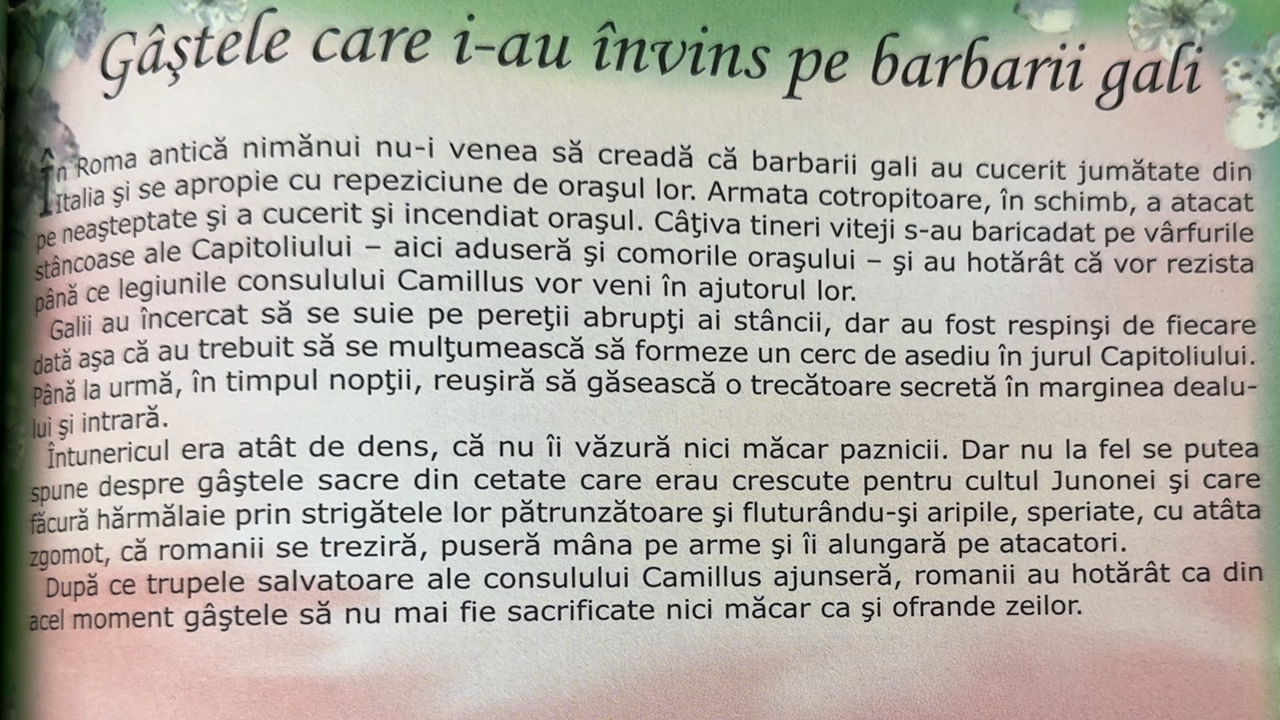 Gâştele care i-au învins pe barbarii gali
În Roma antică nimănui nu-i venea să creadă că barbarii gali au cucerit jumătate din
Italia şi se apropie cu repeziciune de oraşul lor. Armata cotropitoare, în schimb, a atacat
pe neaşteptate şi a cucerit şi incendiat oraşul. Câţiva tineri viteji s-au baricadat pe vârfurile
stâncoase ale Capitoliului – aici aduseră şi comorile oraşului – şi au hotărât că vor rezista
până ce legiunile consulului Camillus vor veni în ajutorul lor.
Galii au încercat să se suie pe pereţii abrupţi ai stâncii, dar au fost respinşi de fiecare
dată aşa că au trebuit să se mulţumească să formeze un cerc de asediu în jurul Capitoliului.
Până la urmă, în timpul nopţii, reuşiră să găsească o trecătoare secretă în marginea dealu-
lui şi intrară.
Întunericul era atât de dens, că nu îi văzură nici măcar paznicii. Dar nu la fel se putea
spune despre gâştele sacre din cetate care erau crescute pentru cultul Junonei şi care
făcură hărmălaie prin strigătele lor pătrunzătoare şi fluturându-şi aripile, speriate, cu atâta
zgomot, că romanii se treziră, puseră mâna pe arme şi îi alungară pe atacatori.
După ce trupele salvatoare ale consulului Camillus ajunseră, romanii au hotărât ca din
acel moment gâştele să nu mai fie sacrificate nici măcar ca şi ofrande zeilor.